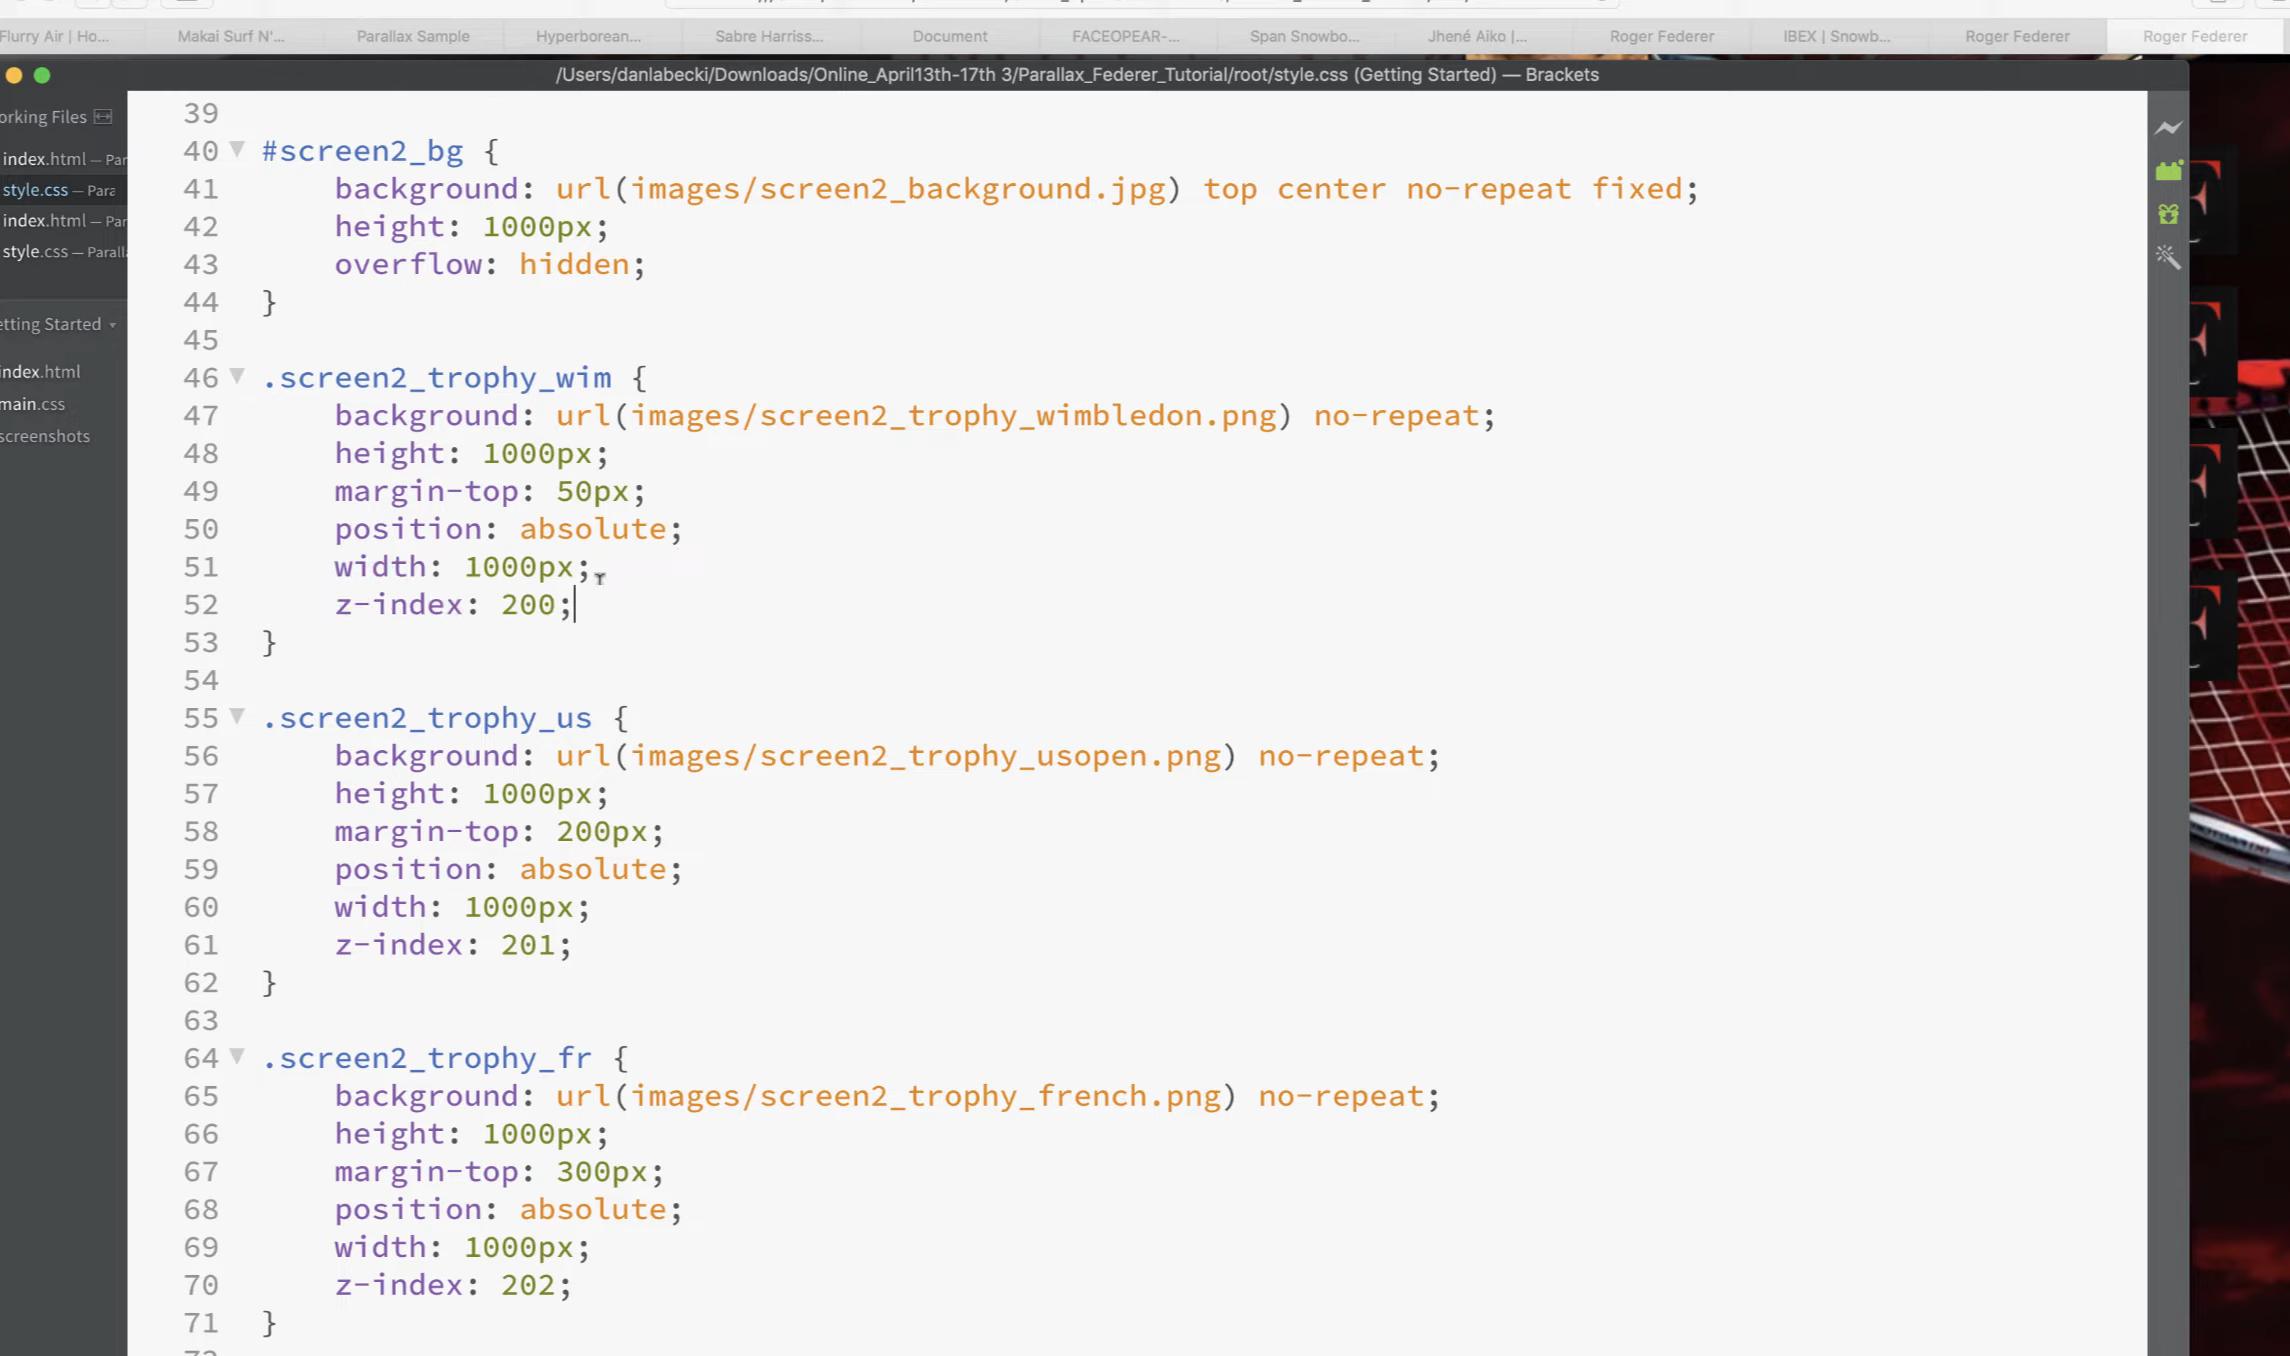 Flurry Air | Ho... Makai Surf N'... Parallax Sample Hyperborean... Sabre Harriss... Document FACEOPEAR-... Span Snowbo... Jhené Aiko |... Roger Federer IBEX | Snowb... Roger Federer Roger Federer
/Users/danlabecki/Downloads/Online_April13th-17th 3/Parallax_Federer_Tutorial/root/style.css (Getting Started) — Brackets
orking Files
index.html — Par
style.css — Para
index.html — Par
style.css — Parall
etting Started
index.html
main.css
screenshots
39
40 #screen2_bg {
41 background: url(images/screen2_background.jpg) top center no-repeat fixed;
42 height: 1000px;
43 overflow: hidden;
44 }
45
46 .screen2_trophy_wim {
47 background: url(images/screen2_trophy_wimbledon.png) no-repeat;
48 height: 1000px;
49 margin-top: 50px;
50 position: absolute;
51 width: 1000px;
52 z-index: 200;
53 }
54
55 .screen2_trophy_us {
56 background: url(images/screen2_trophy_usopen.png) no-repeat;
57 height: 1000px;
58 margin-top: 200px;
59 position: absolute;
60 width: 1000px;
61 z-index: 201;
62 }
63
64 .screen2_trophy_fr {
65 background: url(images/screen2_trophy_french.png) no-repeat;
66 height: 1000px;
67 margin-top: 300px;
68 position: absolute;
69 width: 1000px;
70 z-index: 202;
71 }